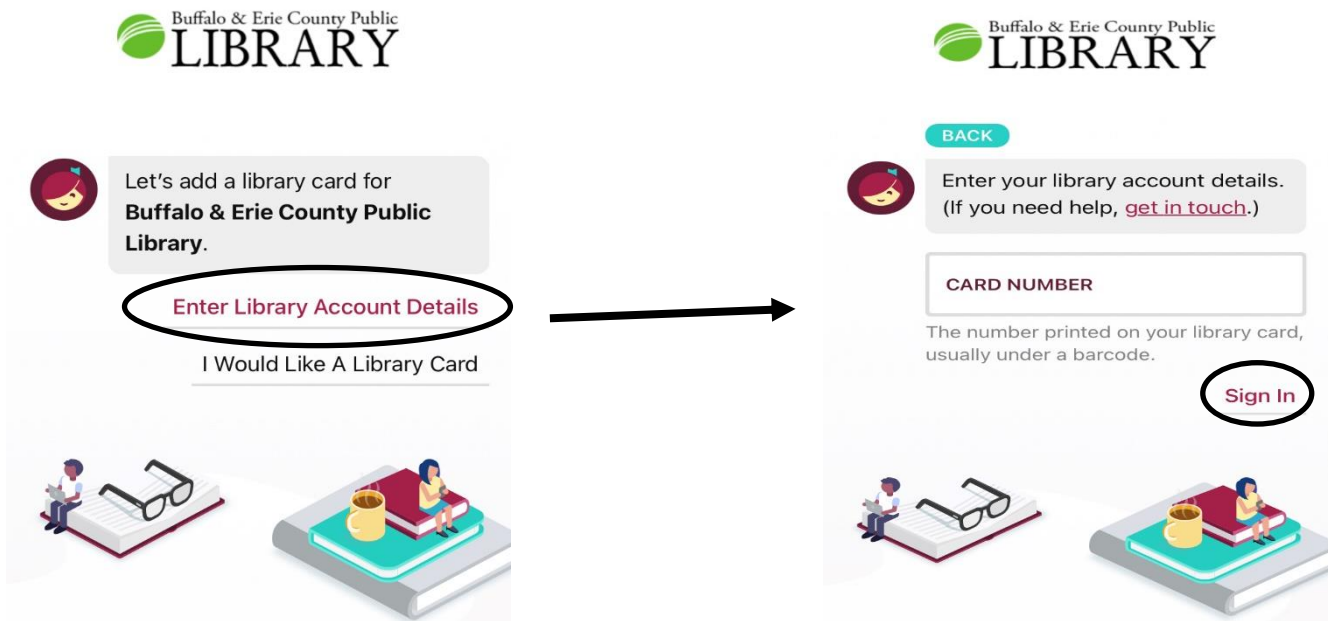 Buffalo & Erie County Public
LIBRARY
Let's add a library card for
Buffalo & Erie County Public
Library.
Enter Library Account Details
I Would Like A Library Card
Buffalo & Erie County Public
LIBRARY
BACK
Enter your library account details.
(If you need help, get in touch.)
CARD NUMBER
The number printed on your library card,
usually under a barcode.
Sign In